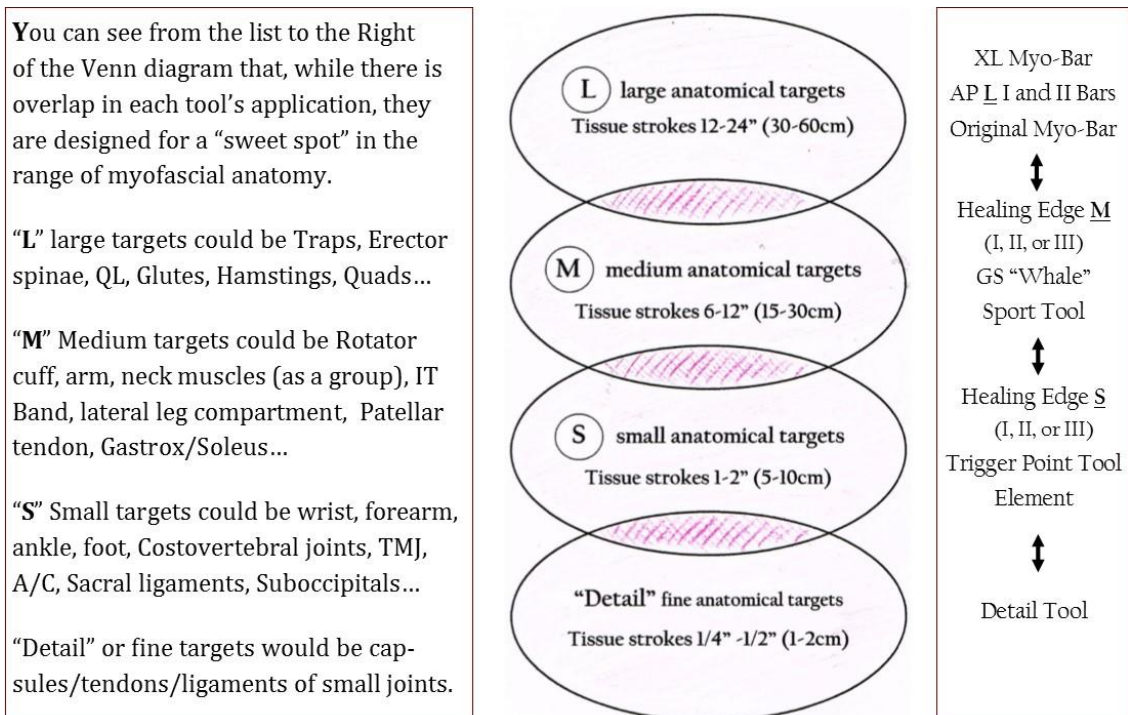 You can see from the list to the Right
of the Venn diagram that, while there is
overlap in each tool’s application, they
are designed for a “sweet spot” in the
range of myofascial anatomy.
“L” large targets could be Traps, Erector
spinae, QL, Glutes, Hamstings, Quads…
“M” Medium targets could be Rotator
cuff, arm, neck muscles (as a group), IT
Band, lateral leg compartment, Patellar
tendon, Gastrox/Soleus…
“S” Small targets could be wrist, forearm,
ankle, foot, Costovertebral joints, TMJ,
A/C, Sacral ligaments, Suboccipitals…
“Detail” or fine targets would be cap-
sules/tendons/ligaments of small joints.
L large anatomical targets
Tissue strokes 12-24” (30-60cm)
M medium anatomical targets
Tissue strokes 6-12” (15-30cm)
S small anatomical targets
Tissue strokes 1-2” (5-10cm)
“Detail” fine anatomical targets
Tissue strokes 1/4” -1/2” (1-2cm)
XL Myo-Bar
AP L I and II Bars
Original Myo-Bar
Healing Edge M
(I, II, or III)
GS “Whale”
Sport Tool
Healing Edge S
(I, II, or III)
Trigger Point Tool
Element
Detail Tool